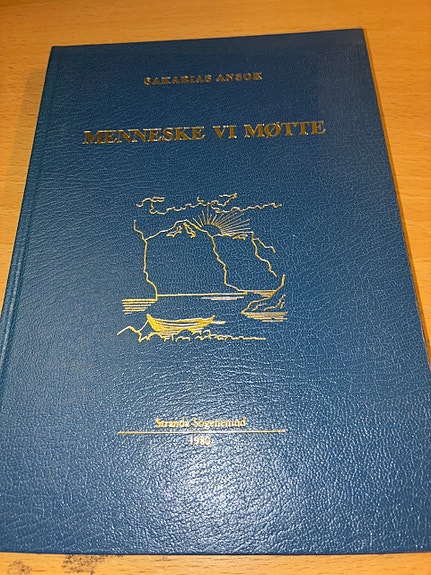 SAKARIAS ANSOK
MENNESKE VI MØTTE
Stranda Sogenemnd
1980